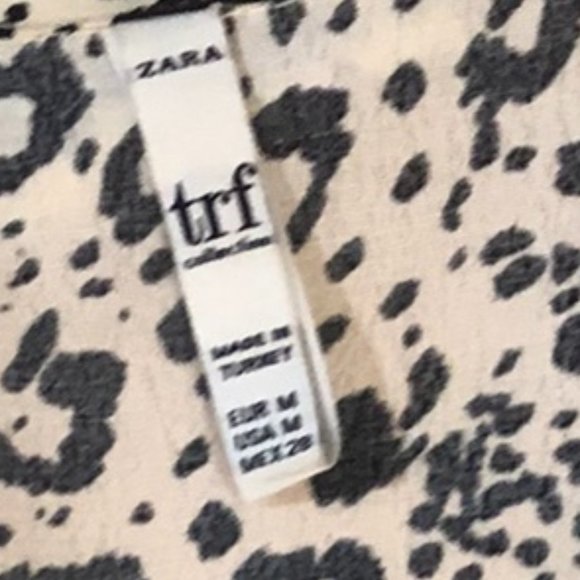 ZARA
trf
collection
MADE IN
TURKEY
EUR M
USA M
MEX 28